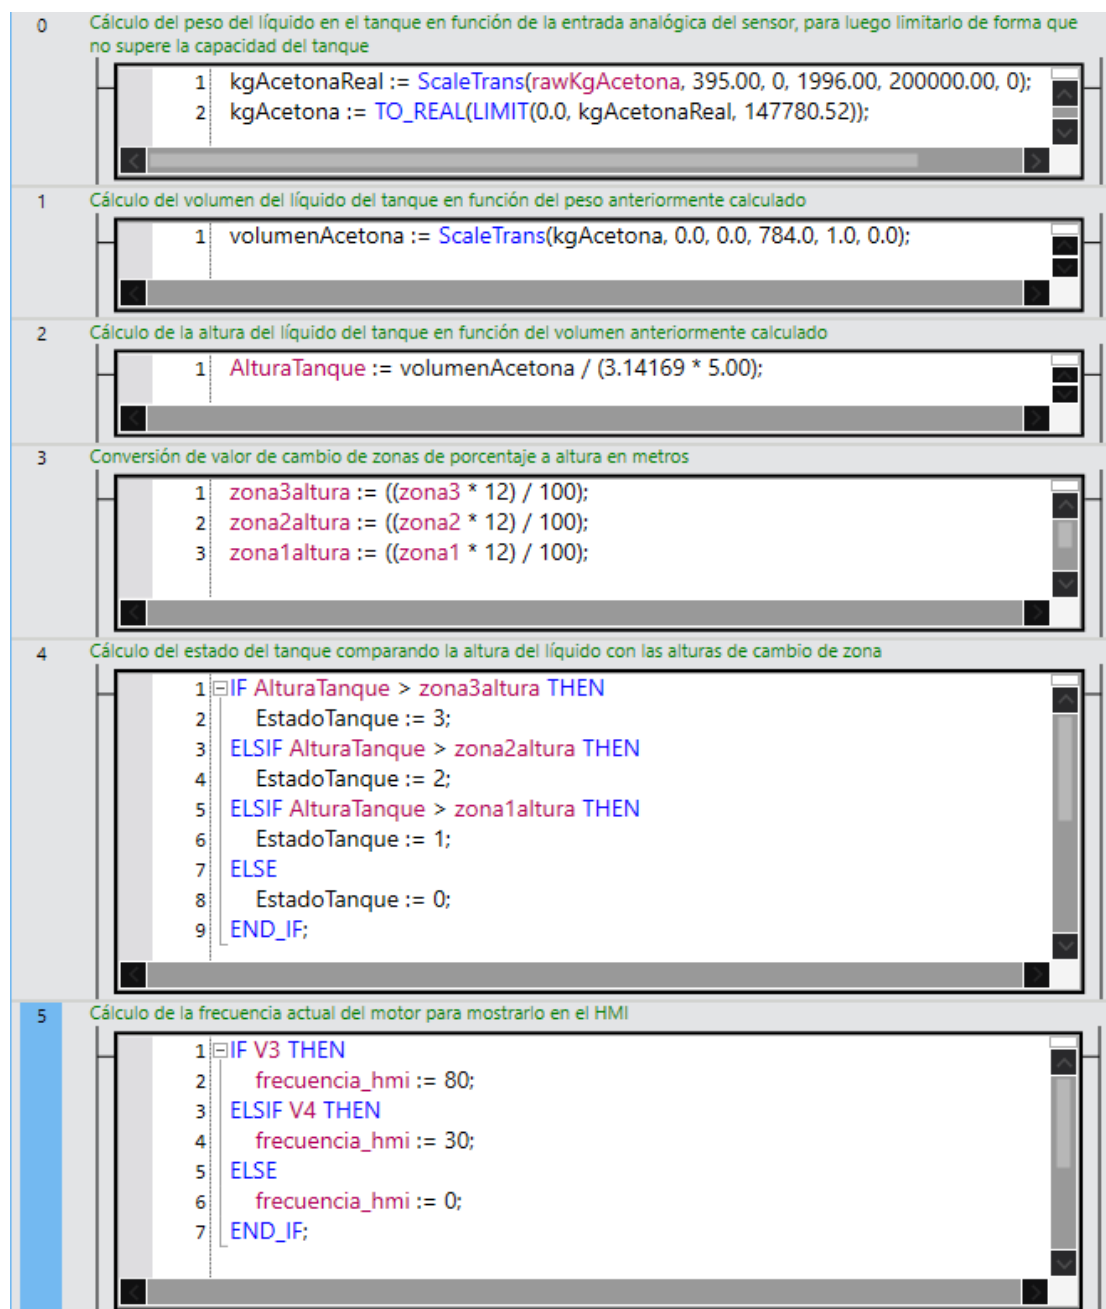 0 Cálculo del peso del líquido en el tanque en función de la entrada analógica del sensor, para luego limitarlo de forma que
no supere la capacidad del tanque
1 kgAcetonaReal := ScaleTrans(rawKgAcetona, 395.00, 0, 1996.00, 200000.00, 0);
2 kgAcetona := TO_REAL(LIMIT(0.0, kgAcetonaReal, 147780.52));
1 Cálculo del volumen del líquido del tanque en función del peso anteriormente calculado
1 volumenAcetona := ScaleTrans(kgAcetona, 0.0, 0.0, 784.0, 1.0, 0.0);
2 Cálculo de la altura del líquido del tanque en función del volumen anteriormente calculado
1 AlturaTanque := volumenAcetona / (3.14169 * 5.00);
3 Conversión de valor de cambio de zonas de porcentaje a altura en metros
1 zona3altura := ((zona3 * 12) / 100);
2 zona2altura := ((zona2 * 12) / 100);
3 zona1altura := ((zona1 * 12) / 100);
4 Cálculo del estado del tanque comparando la altura del líquido con las alturas de cambio de zona
1 IF AlturaTanque > zona3altura THEN
2 EstadoTanque := 3;
3 ELSIF AlturaTanque > zona2altura THEN
4 EstadoTanque := 2;
5 ELSIF AlturaTanque > zona1altura THEN
6 EstadoTanque := 1;
7 ELSE
8 EstadoTanque := 0;
9 END_IF;
5 Cálculo de la frecuencia actual del motor para mostrarlo en el HMI
1 IF V3 THEN
2 frecuencia_hmi := 80;
3 ELSIF V4 THEN
4 frecuencia_hmi := 30;
5 ELSE
6 frecuencia_hmi := 0;
7 END_IF;